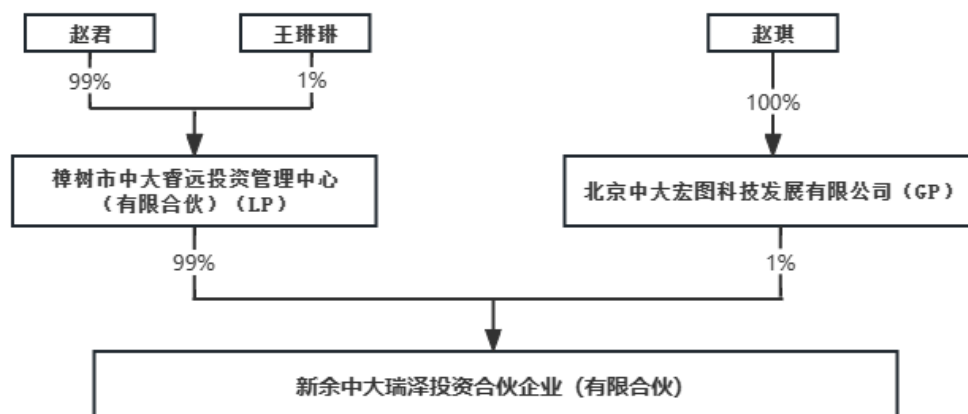 赵君
王琳琳
赵琪
99%
1%
100%
樟树市中大睿远投资管理中心
（有限合伙）（LP）
北京中大宏图科技发展有限公司（GP）
99%
1%
新余中大瑞泽投资合伙企业（有限合伙）